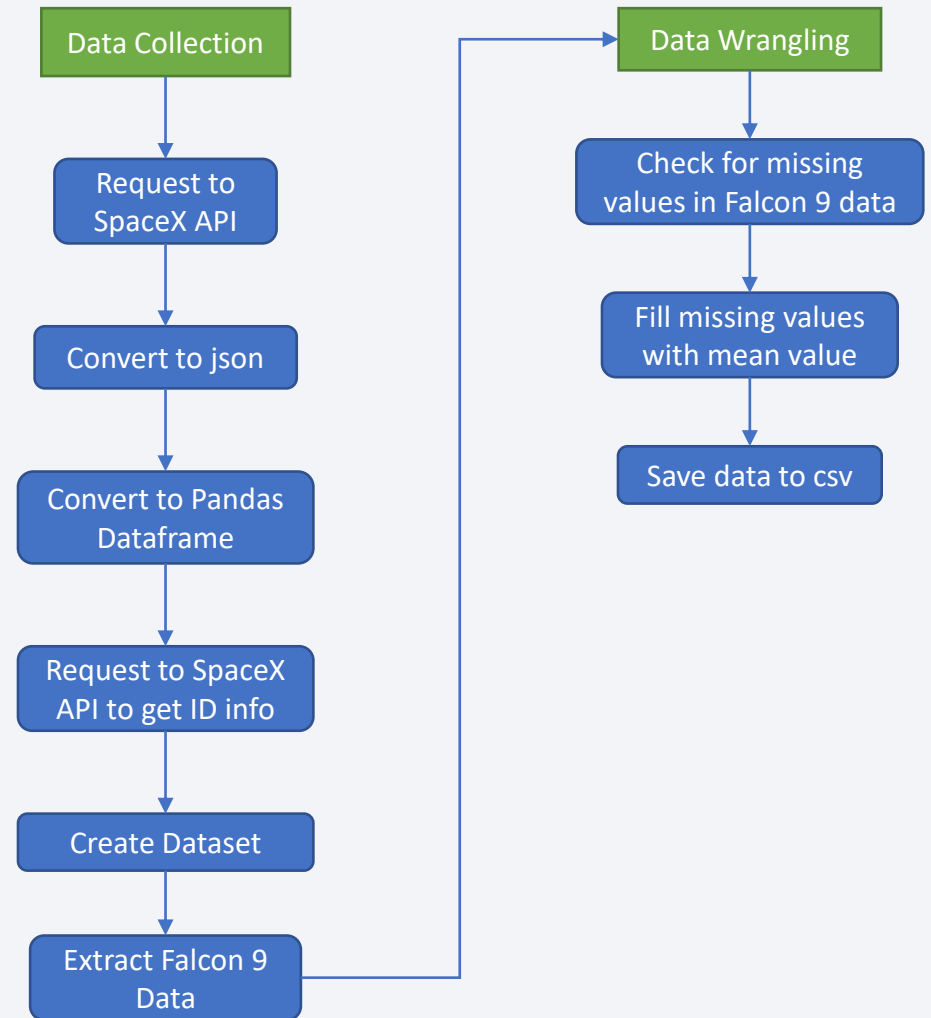 Data Collection
Request to
SpaceX API
Convert to json
Convert to Pandas
Dataframe
Request to SpaceX
API to get ID info
Create Dataset
Extract Falcon 9
Data
Data Wrangling
Check for missing
values in Falcon 9 data
Fill missing values
with mean value
Save data to csv